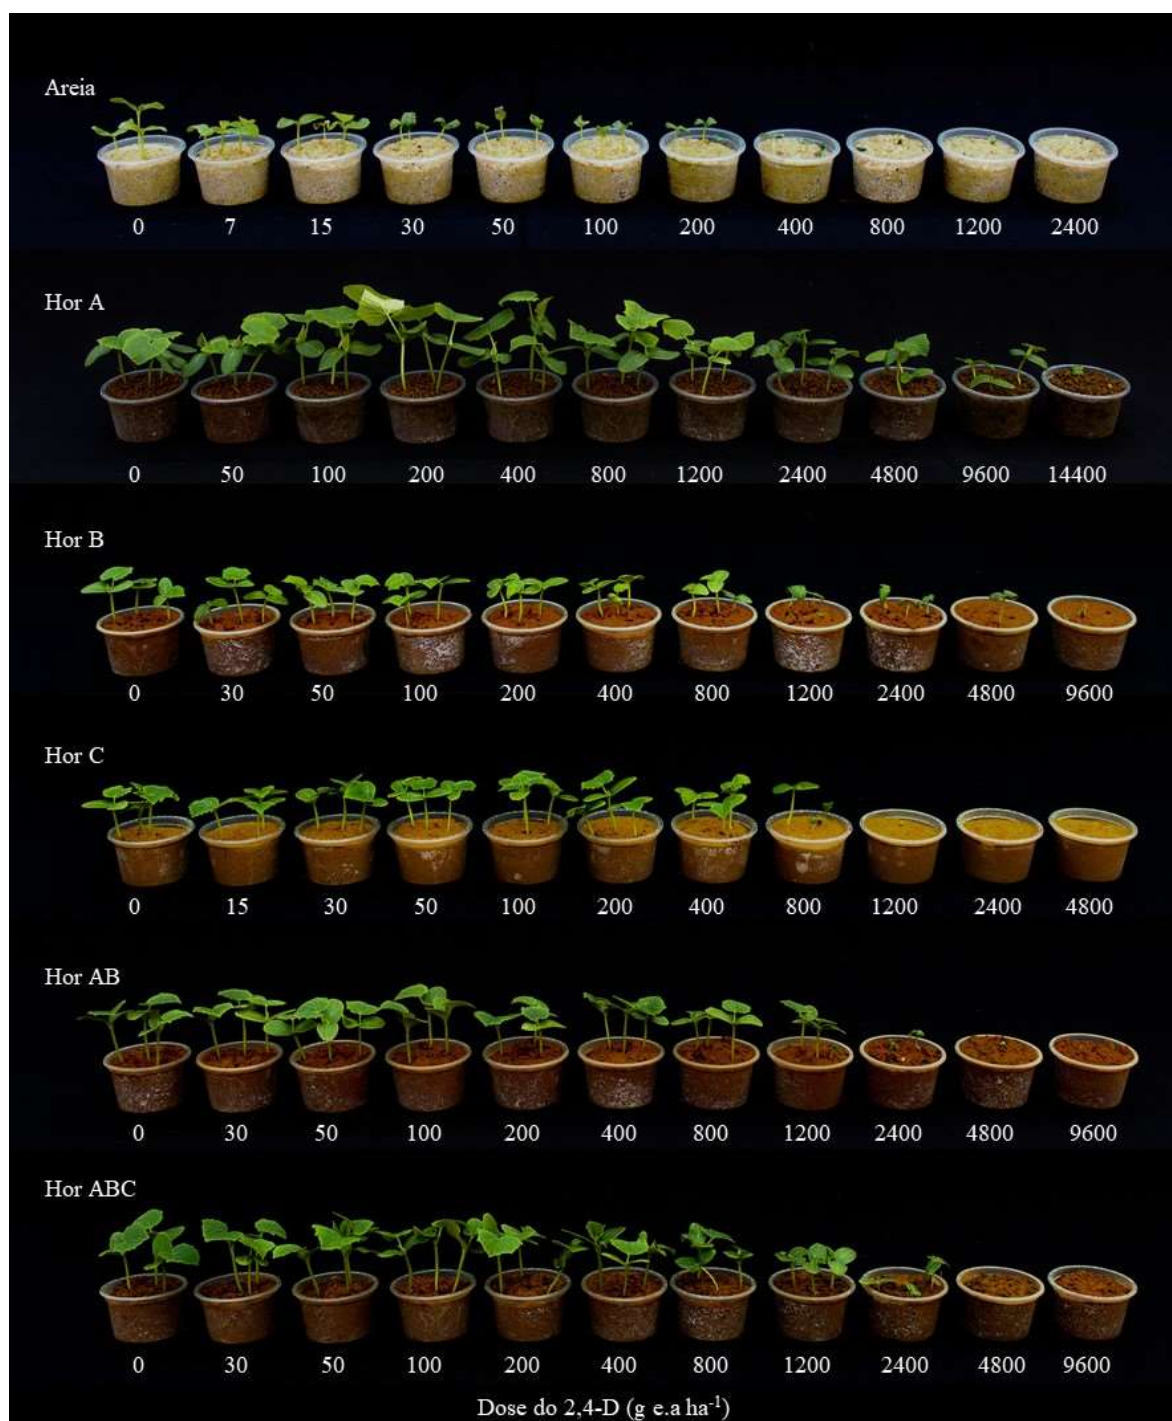 Areia
0 7 15 30 50 100 200 400 800 1200 2400
Hor A
0 50 100 200 400 800 1200 2400 4800 9600 14400
Hor B
0 30 50 100 200 400 800 1200 2400 4800 9600
Hor C
0 15 30 50 100 200 400 800 1200 2400 4800
Hor AB
0 30 50 100 200 400 800 1200 2400 4800 9600
Hor ABC
0 30 50 100 200 400 800 1200 2400 4800 9600
Dose do 2,4-D (g e.a ha⁻¹)